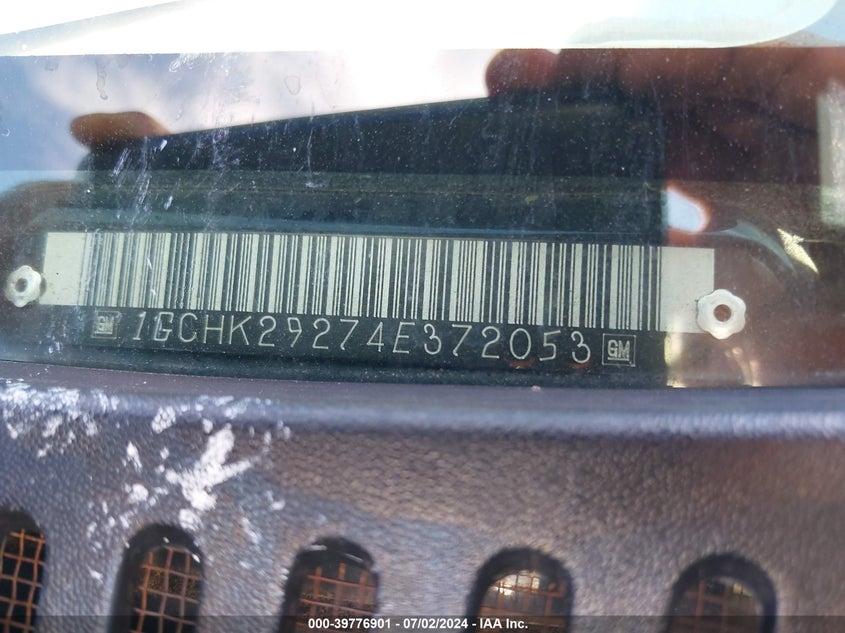 GM 1GCHK29274E372053 GM
000-39776901 - 07/02/2024 - IAA Inc.